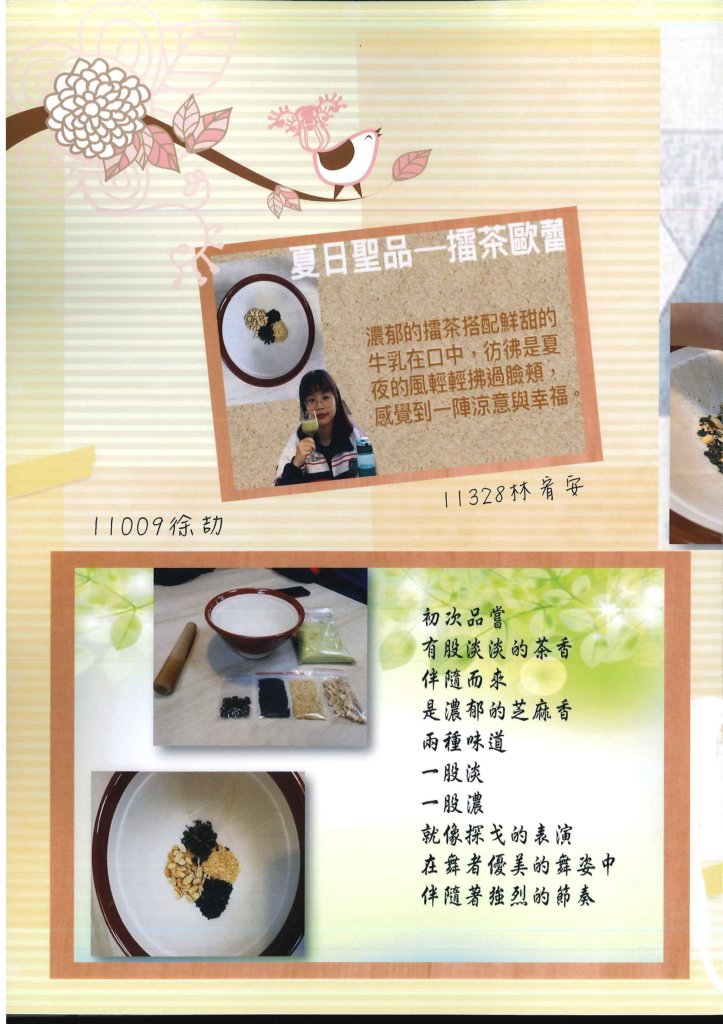 夏日聖品—擂茶歐蕾
濃郁的擂茶搭配鮮甜的
牛乳在口中，彷彿是夏
夜的風輕輕拂過臉頰，
感覺到一陣涼意與幸福。
11328林宥安
11009徐劼
初次品嘗
有股淡淡的茶香
伴隨而來
是濃郁的芝麻香
兩種味道
一股淡
一股濃
就像探戈的表演
在舞者優美的舞姿中
伴隨著強烈的節奏